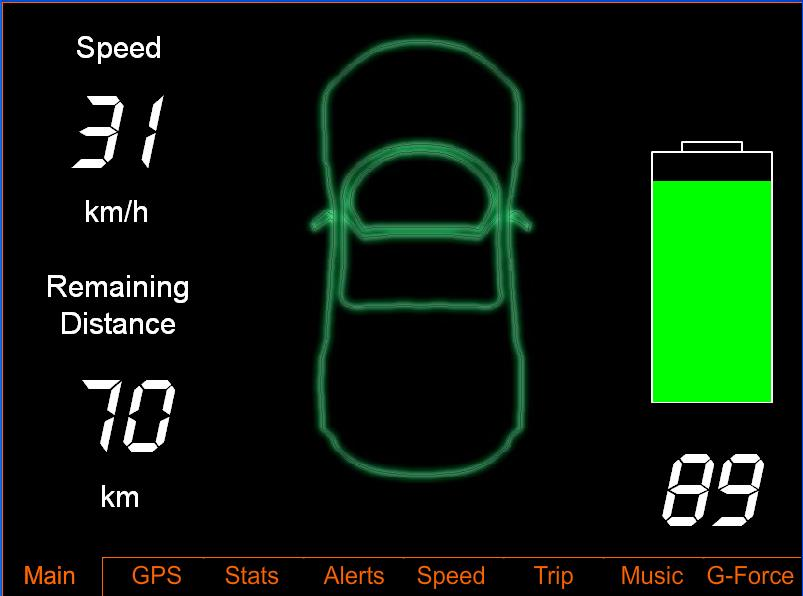 Speed
31
km/h
Remaining
Distance
70
km
89
Main GPS Stats Alerts Speed Trip Music G-Force